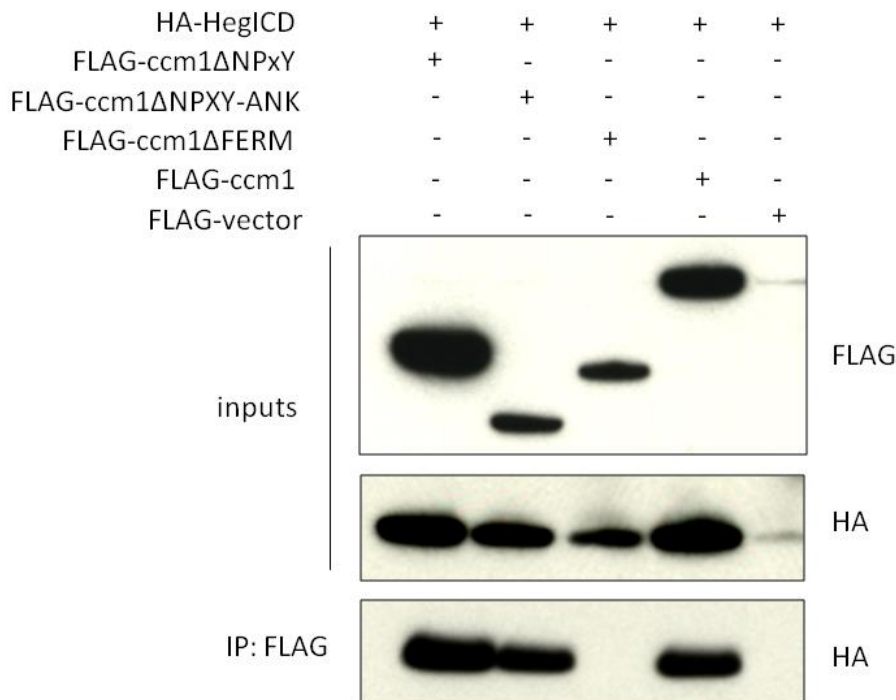 HA-HegICD + + + + +
FLAG-ccm1ΔNPxY + - - - -
FLAG-ccm1ΔNPXY-ANK - + - - -
FLAG-ccm1ΔFERM - - + - -
FLAG-ccm1 - - - + -
FLAG-vector - - - - +
FLAG
inputs
HA
IP: FLAG HA